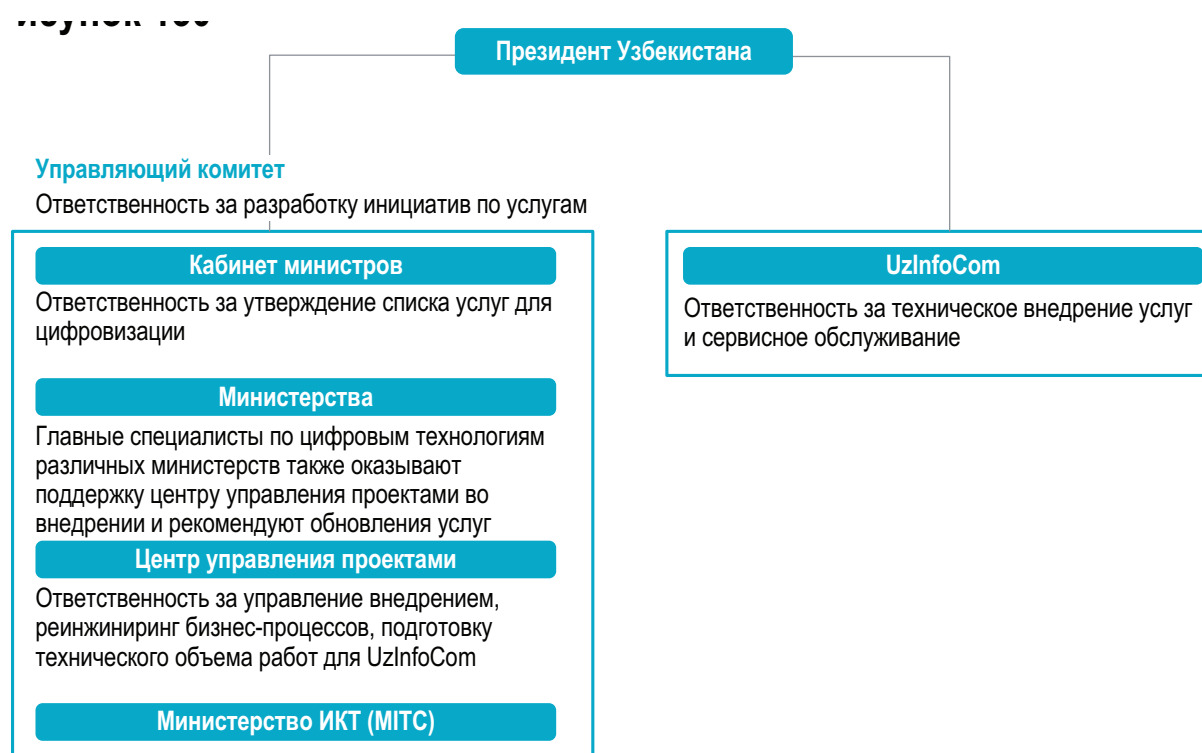 Президент Узбекистана
Управляющий комитет
Ответственность за разработку инициатив по услугам
Кабинет министров
Ответственность за утверждение списка услуг для
цифровизации
Министерства
Главные специалисты по цифровым технологиям
различных министерств также оказывают
поддержку центру управления проектами во
внедрении и рекомендуют обновления услуг
Центр управления проектами
Ответственность за управление внедрением,
реинжиниринг бизнес-процессов, подготовку
технического объема работ для UzInfoCom
Министерство ИКТ (MITC)
UzInfoCom
Ответственность за техническое внедрение услуг
и сервисное обслуживание